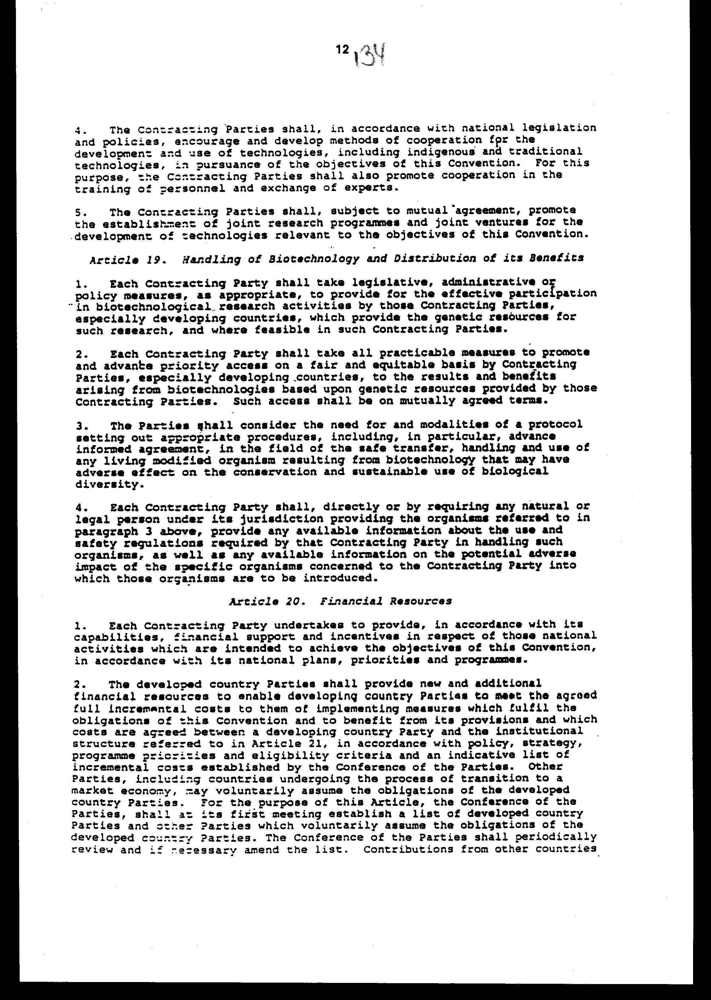 12 134
4. The Contracting Parties shall, in accordance with national legislation
and policies, encourage and develop methods of cooperation for the
development and use of technologies, including indigenous and traditional
technologies, in pursuance of the objectives of this Convention. For this
purpose, the Contracting Parties shall also promote cooperation in the
training of personnel and exchange of experts.
5. The Contracting Parties shall, subject to mutual agreement, promote
the establishment of joint research programmes and joint ventures for the
development of technologies relevant to the objectives of this Convention.
Article 19. Handling of Biotechnology and Distribution of its Benefits
1. Each Contracting Party shall take legislative, administrative or
policy measures, as appropriate, to provide for the effective participation
in biotechnological research activities by those Contracting Parties,
especially developing countries, which provide the genetic resources for
such research, and where feasible in such Contracting Parties.
2. Each Contracting Party shall take all practicable measures to promote
and advance priority access on a fair and equitable basis by Contracting
Parties, especially developing countries, to the results and benefits
arising from biotechnologies based upon genetic resources provided by those
Contracting Parties. Such access shall be on mutually agreed terms.
3. The Parties shall consider the need for and modalities of a protocol
setting out appropriate procedures, including, in particular, advance
informed agreement, in the field of the safe transfer, handling and use of
any living modified organism resulting from biotechnology that may have
adverse effect on the conservation and sustainable use of biological
diversity.
4. Each Contracting Party shall, directly or by requiring any natural or
legal person under its jurisdiction providing the organisms referred to in
paragraph 3 above, provide any available information about the use and
safety regulations required by that Contracting Party in handling such
organisms, as well as any available information on the potential adverse
impact of the specific organisms concerned to the Contracting Party into
which those organisms are to be introduced.
Article 20. Financial Resources
1. Each Contracting Party undertakes to provide, in accordance with its
capabilities, financial support and incentives in respect of those national
activities which are intended to achieve the objectives of this Convention,
in accordance with its national plans, priorities and programmes.
2. The developed country Parties shall provide new and additional
financial resources to enable developing country Parties to meet the agreed
full incremental costs to them of implementing measures which fulfil the
obligations of this Convention and to benefit from its provisions and which
costs are agreed between a developing country Party and the institutional
structure referred to in Article 21, in accordance with policy, strategy,
programme priorities and eligibility criteria and an indicative list of
incremental costs established by the Conference of the Parties. Other
Parties, including countries undergoing the process of transition to a
market economy, may voluntarily assume the obligations of the developed
country Parties. For the purpose of this Article, the Conference of the
Parties, shall at its first meeting establish a list of developed country
Parties and other Parties which voluntarily assume the obligations of the
developed country Parties. The Conference of the Parties shall periodically
review and if necessary amend the list. Contributions from other countries